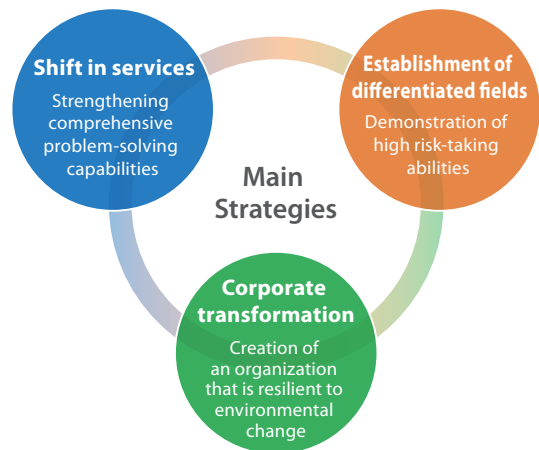 Shift in services
Strengthening
comprehensive
problem-solving
capabilities
Establishment of
differentiated fields
Demonstration of
high risk-taking
abilities
Main
Strategies
Corporate
transformation
Creation of
an organization
that is resilient to
environmental
change